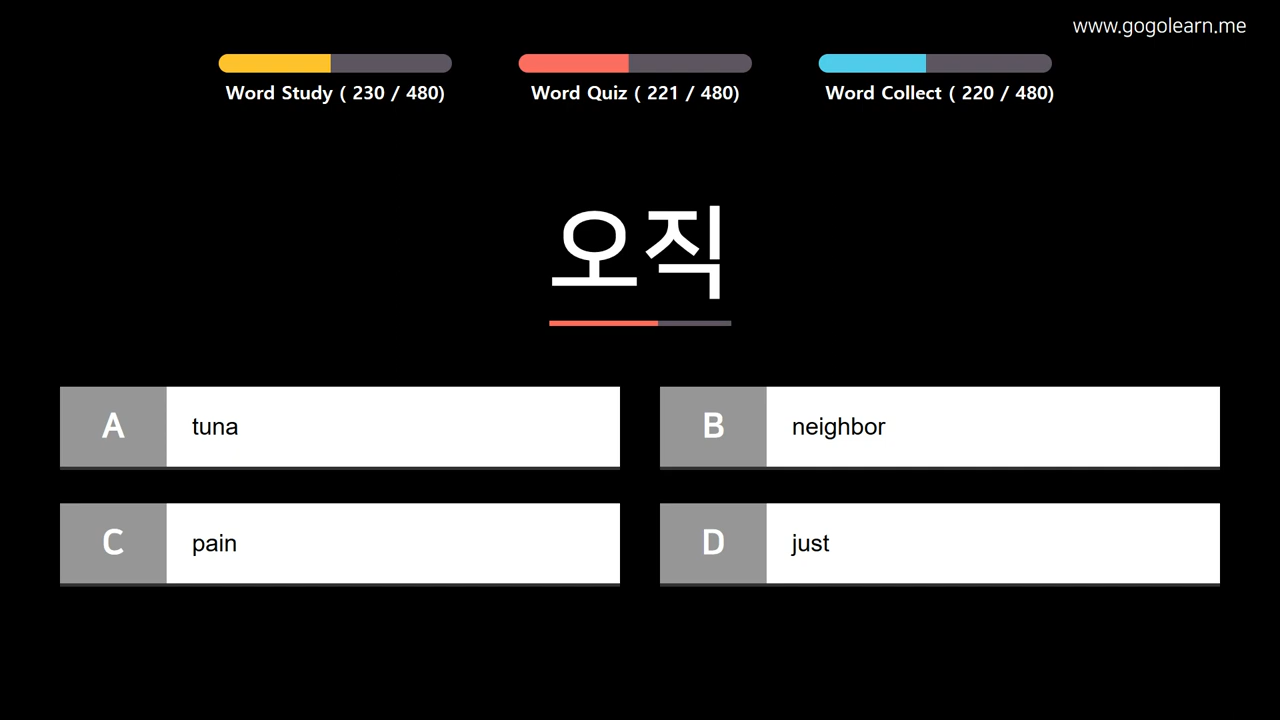 www.gogolearn.me
Word Study ( 230 / 480)
Word Quiz ( 221 / 480)
Word Collect ( 220 / 480)
오직
A tuna
B neighbor
C pain
D just